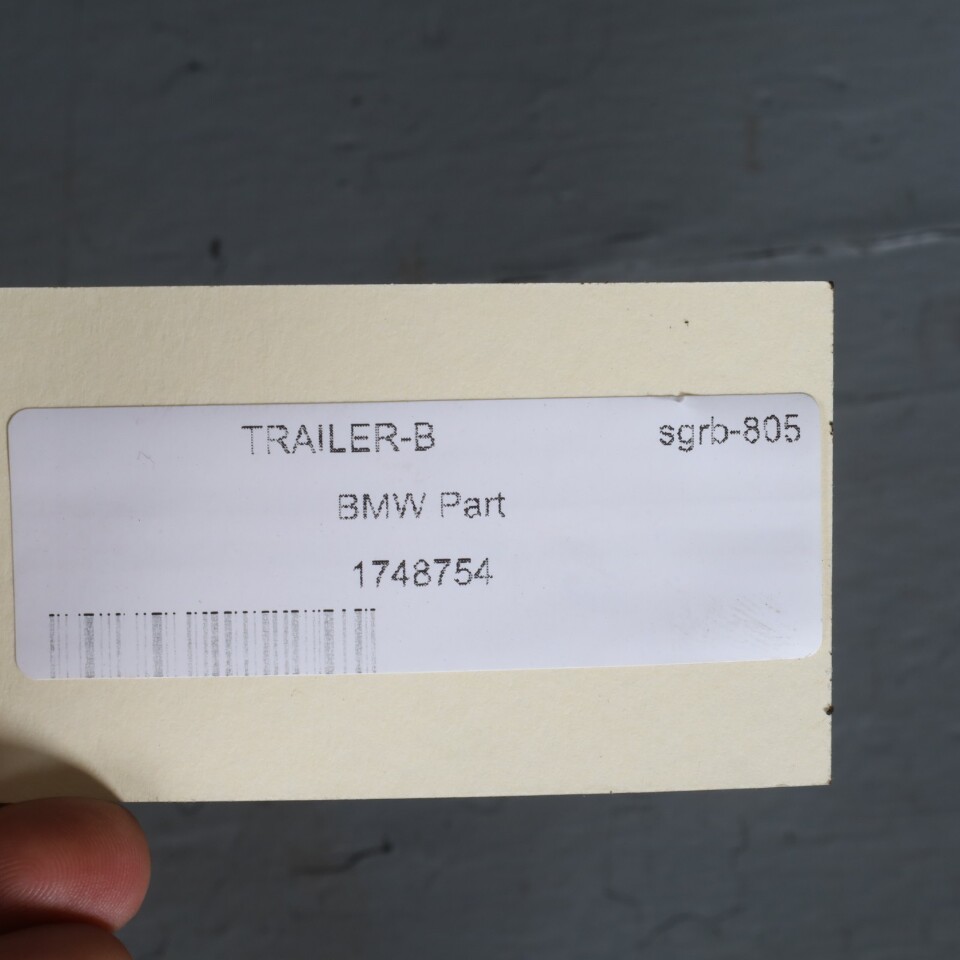 TRAILER-B sgrb-805
BMW Part
1748754